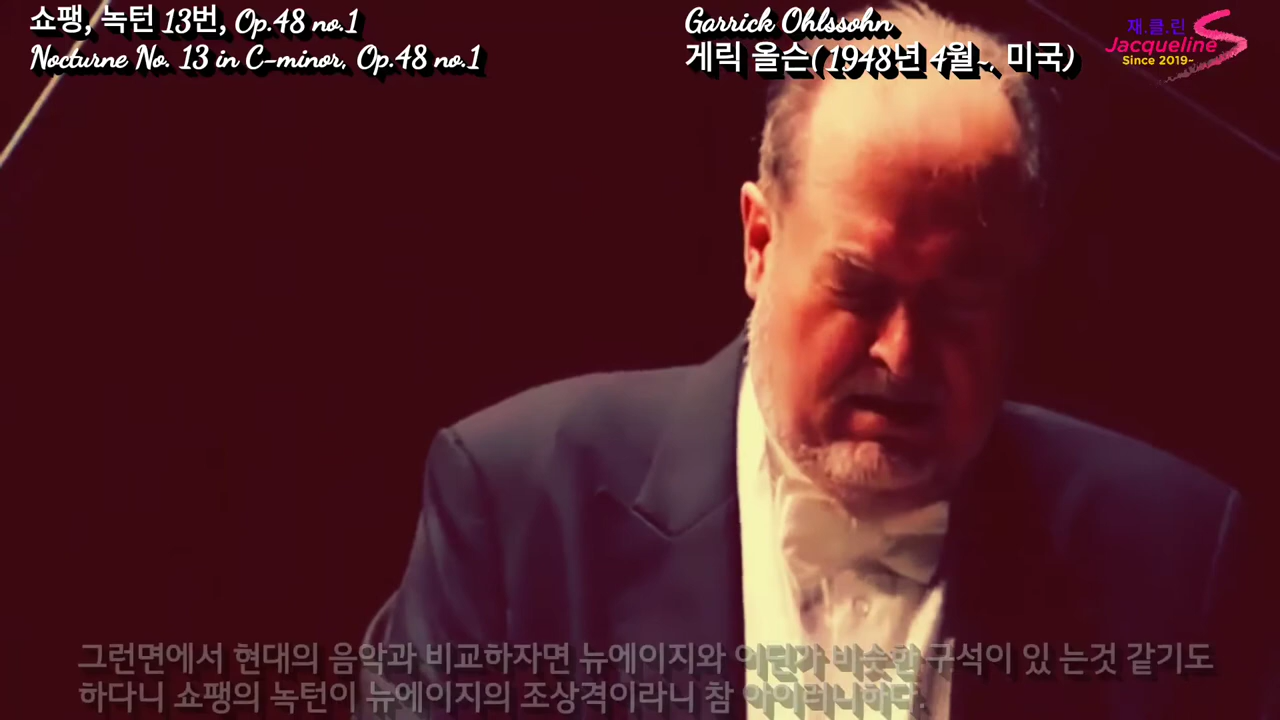 쇼팽, 녹턴 13번, Op.48 no.1
Nocturne No. 13 in C-minor, Op.48 no.1
Garrick Ohlssohn
게릭 올슨(1948년 4월~, 미국)
재.클.린
Jacqueline S
Since 2019~
그런면에서 현대의 음악과 비교하자면 뉴에이지와 어딘가 비슷한 구석이 있 는것 같기도
하다니 쇼팽의 녹턴이 뉴에이지의 조상격이라니 참 아이러니하다.